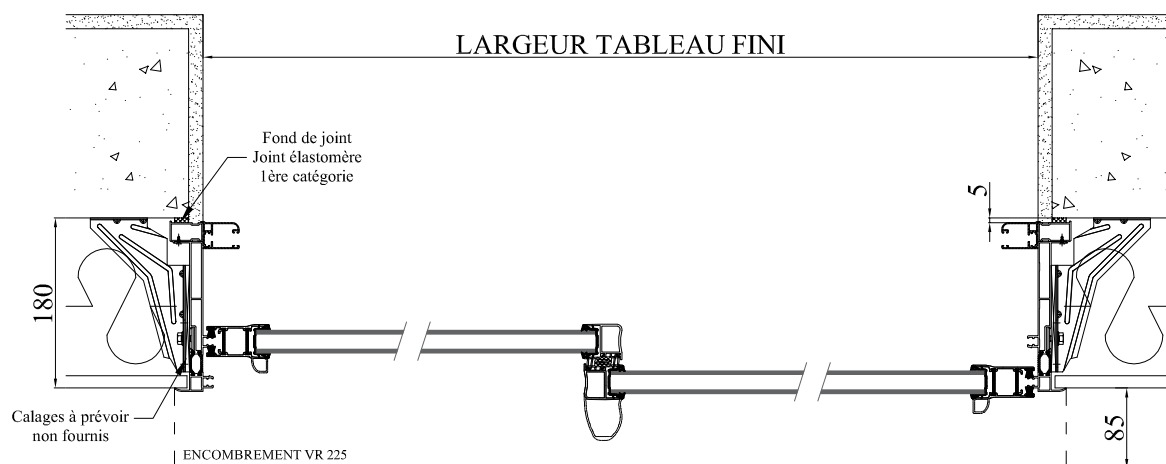 LARGEUR TABLEAU FINI
Fond de joint
Joint élastomère
1ère catégorie
5
180
Calages à prévoir
non fournis
85
ENCOMBREMENT VR 225